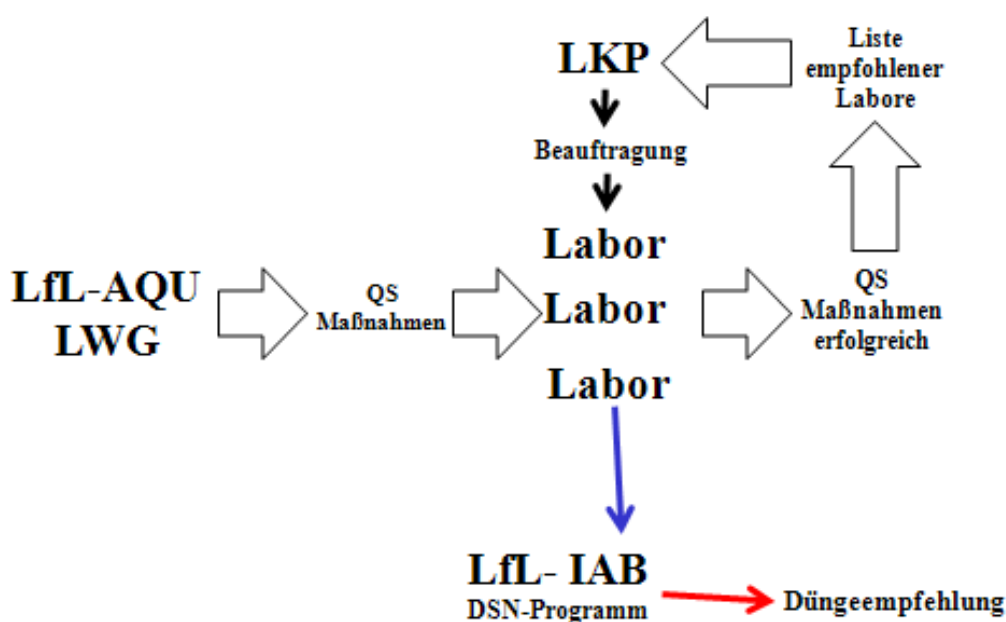 LKP
Liste
empfohlener
Labore
Beauftragung
Labor
LfL-AQU
LWG
QS
Maßnahmen
Labor
QS
Maßnahmen
erfolgreich
Labor
LfL- IAB
DSN-Programm
Düngeempfehlung